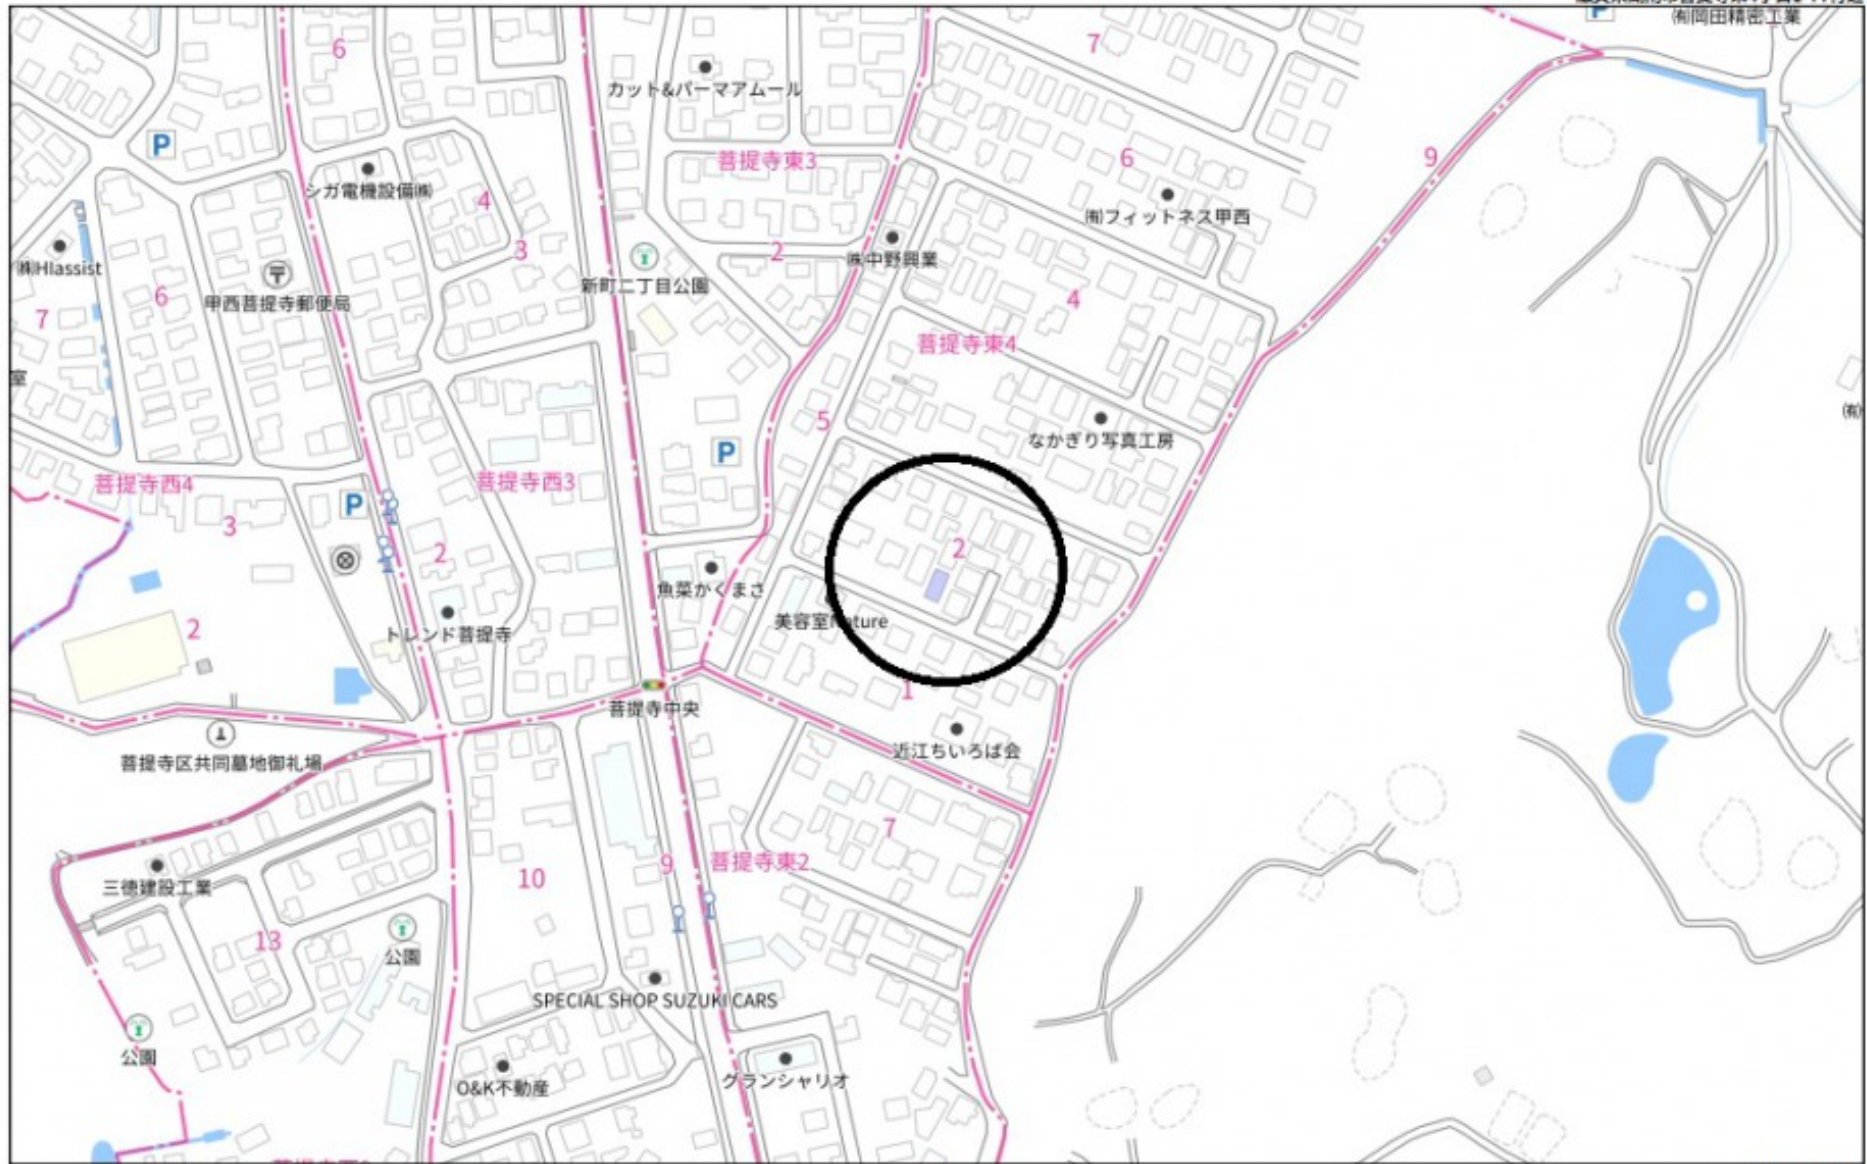 ㈲岡田精密工業
P
6
7
カット&パーマアムール
P
菩提寺東3
6
9
シガ電機設備㈱
4
㈲フィットネス甲西
㈱HIassist
3
2
㈱中野興業
新町二丁目公園
甲西菩提寺郵便局
6
4
7
菩提寺東4
室
㈲
5
なかぎり写真工房
P
菩提寺西4
菩提寺西3
P
3
2
2
魚菜かくまさ
美容室Nature
2
トレンド菩提寺
1
菩提寺中央
近江ちいろば会
菩提寺区共同墓地御礼場
7
三徳建設工業
10
9
菩提寺東2
13
公園
SPECIAL SHOP SUZUKI CARS
公園
O&K不動産
グランシャリオ